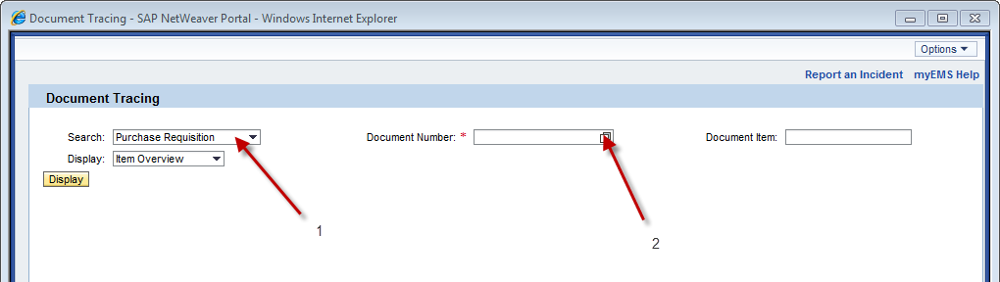 Document Tracing - SAP NetWeaver Portal - Windows Internet Explorer
Options
Report an Incident myEMS Help
Document Tracing
Search: Purchase Requisition Document Number: * Document Item:
Display: Item Overview
Display
1
2